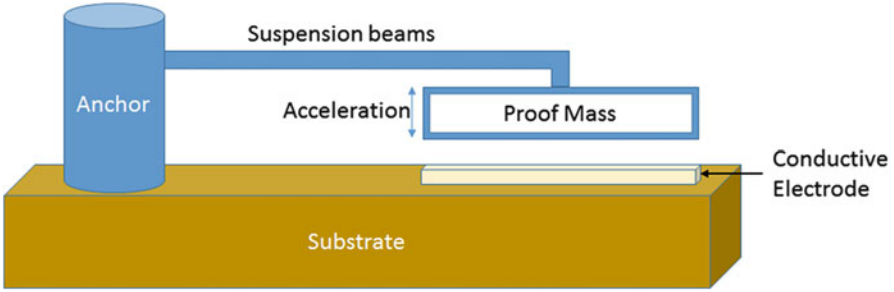 Suspension beams
Anchor
Acceleration
Proof Mass
Conductive
Electrode
Substrate